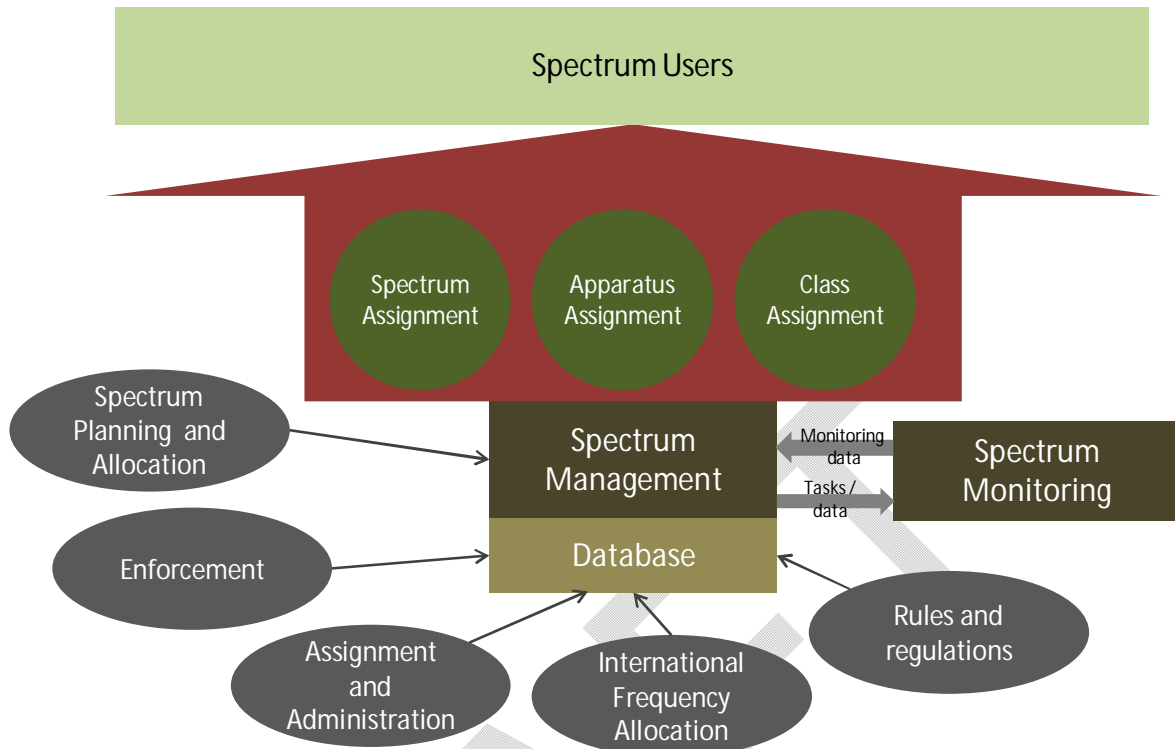 Spectrum Users
Spectrum
Assignment
Apparatus
Assignment
Class
Assignment
Spectrum
Planning and
Allocation
Spectrum
Management
Monitoring
data
Tasks /
data
Spectrum
Monitoring
Enforcement
Database
Assignment
and
Administration
International
Frequency
Allocation
Rules and
regulations